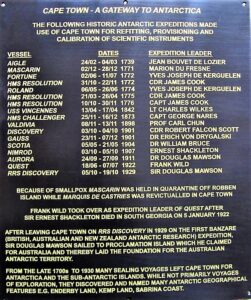 CAPE TOWN - A GATEWAY TO ANTARCTICA
THE FOLLOWING HISTORIC ANTARCTIC EXPEDITIONS MADE
USE OF CAPE TOWN FOR REFITTING, PROVISIONING AND
CALIBRATION OF SCIENTIFIC INSTRUMENTS
VESSEL DATES EXPEDITION LEADER
AIGLE 24/02 - 04/03 1739 JEAN BOUVET DE LOZIER
MASCARIN 02/12 - 28/12 1771 MARION DU FRESNE
FORTUNE 02/06 - 11/07 1772 YVES JOSEPH DE KERGUELEN
HMS RESOLUTION 31/10 - 22/11 1772 CDR JAMES COOK
ROLAND 06/05 - 26/06 1774 YVES JOSEPH DE KERGUELEN
HMS RESOLUTION 21/03 - 26/04 1775 CDR JAMES COOK
HMS RESOLUTION 10/10 - 30/11 1776 CAPT JAMES COOK
USS VINCENNES 13/04 - 17/04 1842 LT CHARLES WILKES
HMS CHALLENGER 25/11 - 16/12 1873 CAPT GEORGE NARES
VALDIVIA 08/11 - 13/11 1898 PROF CARL CHUN
DISCOVERY 03/10 - 04/10 1901 CDR ROBERT FALCON SCOTT
GAUSS 23/11 - 07/12 1901 DR ERICH VON DRYGALSKI
SCOTIA 05/05 - 21/05 1904 DR WILLIAM BRUCE
NIMROD 03/10 - 05/10 1907 ERNEST SHACKLETON
AURORA 24/09 - 27/09 1911 DR DOUGLAS MAWSON
QUEST 18/06 - 07/07 1922 FRANK WILD
RRS DISCOVERY 05/10 - 19/10 1929 SIR DOUGLAS MAWSON
BECAUSE OF SMALLPOX MASCARIN WAS HELD IN QUARANTINE OFF ROBBEN
ISLAND WHILE MARQUIS DE CASTRIES WAS REVICTUALLED IN CAPE TOWN
FRANK WILD TOOK OVER AS EXPEDITION LEADER OF QUEST AFTER
SIR ERNEST SHACKLETON DIED IN SOUTH GEORGIA ON 5 JANUARY 1922
AFTER LEAVING CAPE TOWN ON RRS DISCOVERY IN 1929 ON THE FIRST BANZARE
(BRITISH, AUSTRALIAN AND NEW ZEALAND ANTARCTIC RESEARCH) EXPEDITION,
SIR DOUGLAS MAWSON SAILED TO PROCLAMATION ISLAND WHICH HE CLAIMED
FOR AUSTRALIA AND THEREBY LAID THE FOUNDATION FOR THE AUSTRALIAN
ANTARCTIC TERRITORY.
FROM THE LATE 1700s TO 1930 MANY SEALING VOYAGES LEFT CAPE TOWN FOR
ANTARCTICA AND THE SUB-ANTARCTIC ISLANDS. WHILE NOT PRIMARILY VOYAGES
OF EXPLORATION, THEY DISCOVERED AND NAMED MANY ANTARCTIC GEOGRAPHICAL
FEATURES E.G. ENDERBY LAND, KEMP LAND, SABRINA COAST